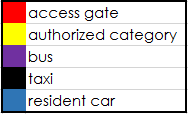 access gate
authorized category
bus
taxi
resident car